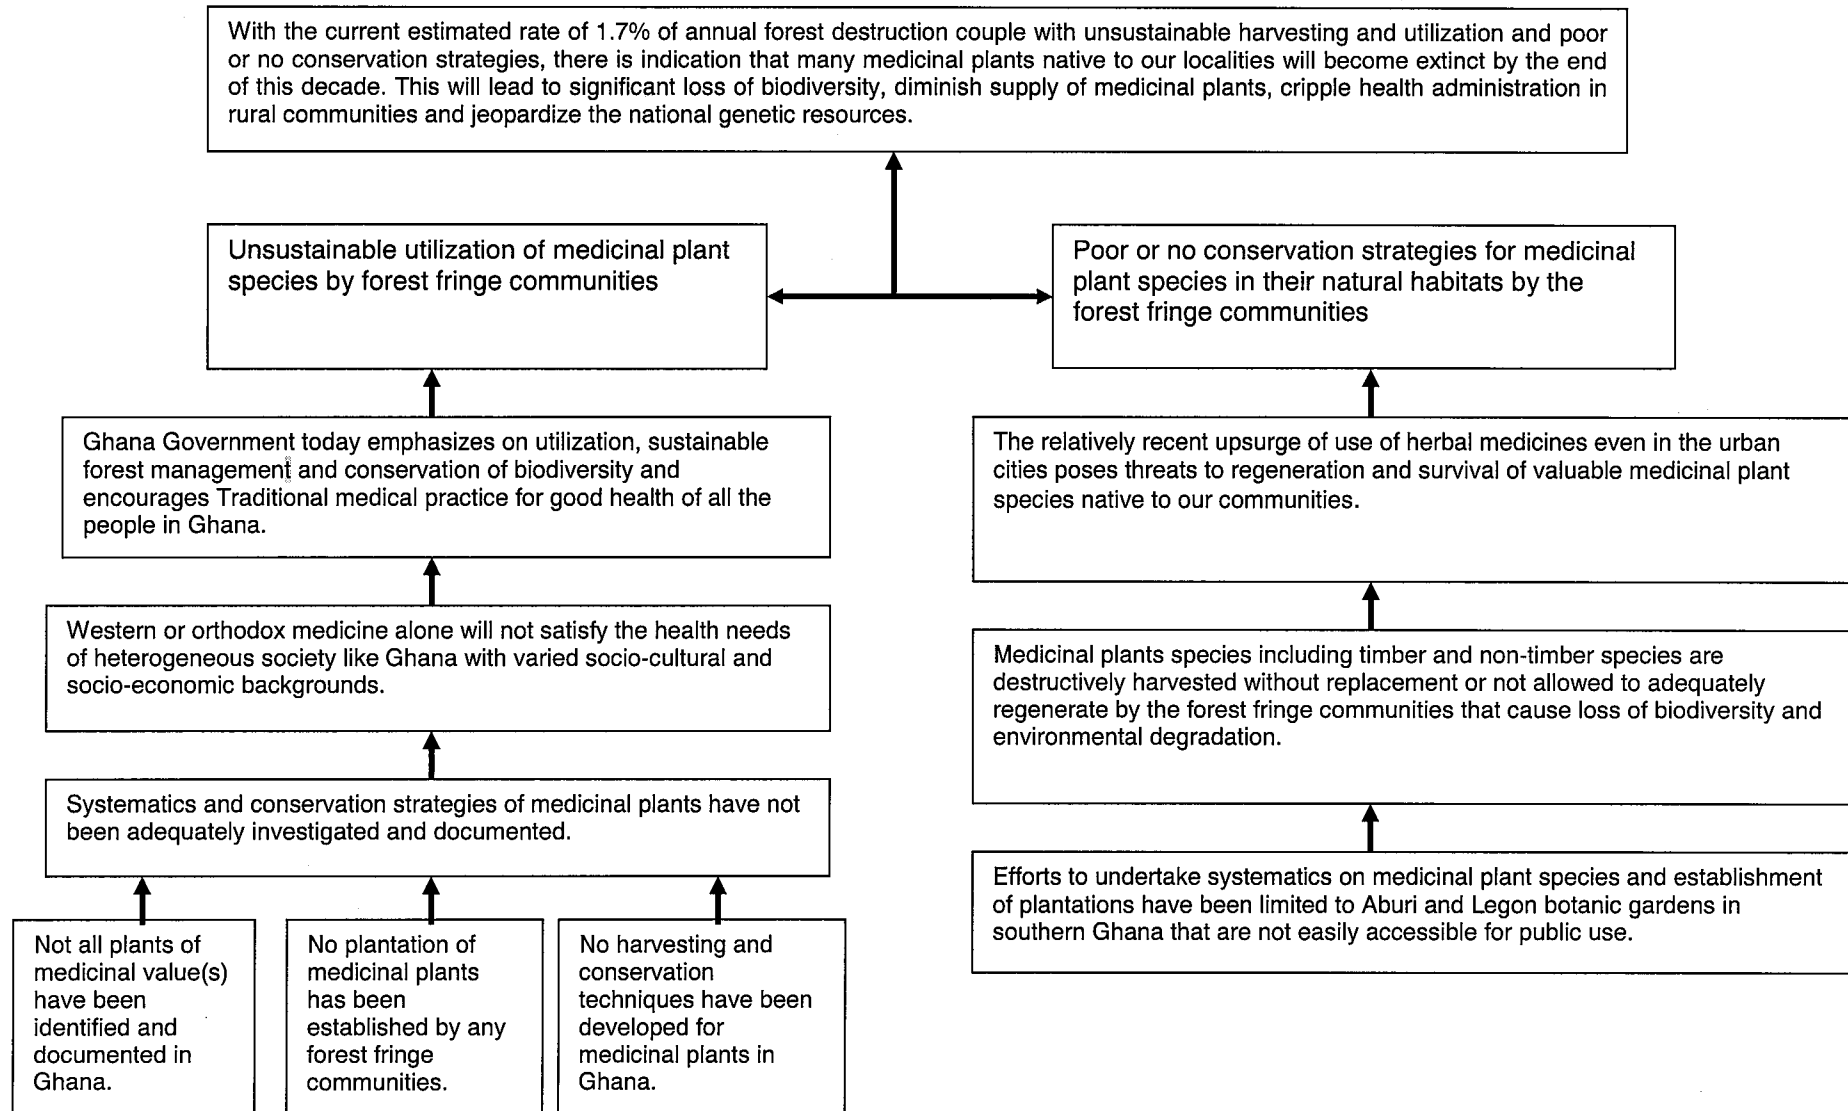 With the current estimated rate of 1.7% of annual forest destruction couple with unsustainable harvesting and utilization and poor
or no conservation strategies, there is indication that many medicinal plants native to our localities will become extinct by the end
of this decade. This will lead to significant loss of biodiversity, diminish supply of medicinal plants, cripple health administration in
rural communities and jeopardize the national genetic resources.
Unsustainable utilization of medicinal plant
species by forest fringe communities
Poor or no conservation strategies for medicinal
plant species in their natural habitats by the
forest fringe communities
Ghana Government today emphasizes on utilization, sustainable
forest management and conservation of biodiversity and
encourages Traditional medical practice for good health of all the
people in Ghana.
The relatively recent upsurge of use of herbal medicines even in the urban
cities poses threats to regeneration and survival of valuable medicinal plant
species native to our communities.
Western or orthodox medicine alone will not satisfy the health needs
of heterogeneous society like Ghana with varied socio-cultural and
socio-economic backgrounds.
Medicinal plants species including timber and non-timber species are
destructively harvested without replacement or not allowed to adequately
regenerate by the forest fringe communities that cause loss of biodiversity and
environmental degradation.
Systematics and conservation strategies of medicinal plants have not
been adequately investigated and documented.
Efforts to undertake systematics on medicinal plant species and establishment
of plantations have been limited to Aburi and Legon botanic gardens in
southern Ghana that are not easily accessible for public use.
Not all plants of
medicinal value(s)
have been
identified and
documented in
Ghana.
No plantation of
medicinal plants
has been
established by any
forest fringe
communities.
No harvesting and
conservation
techniques have been
developed for
medicinal plants in
Ghana.